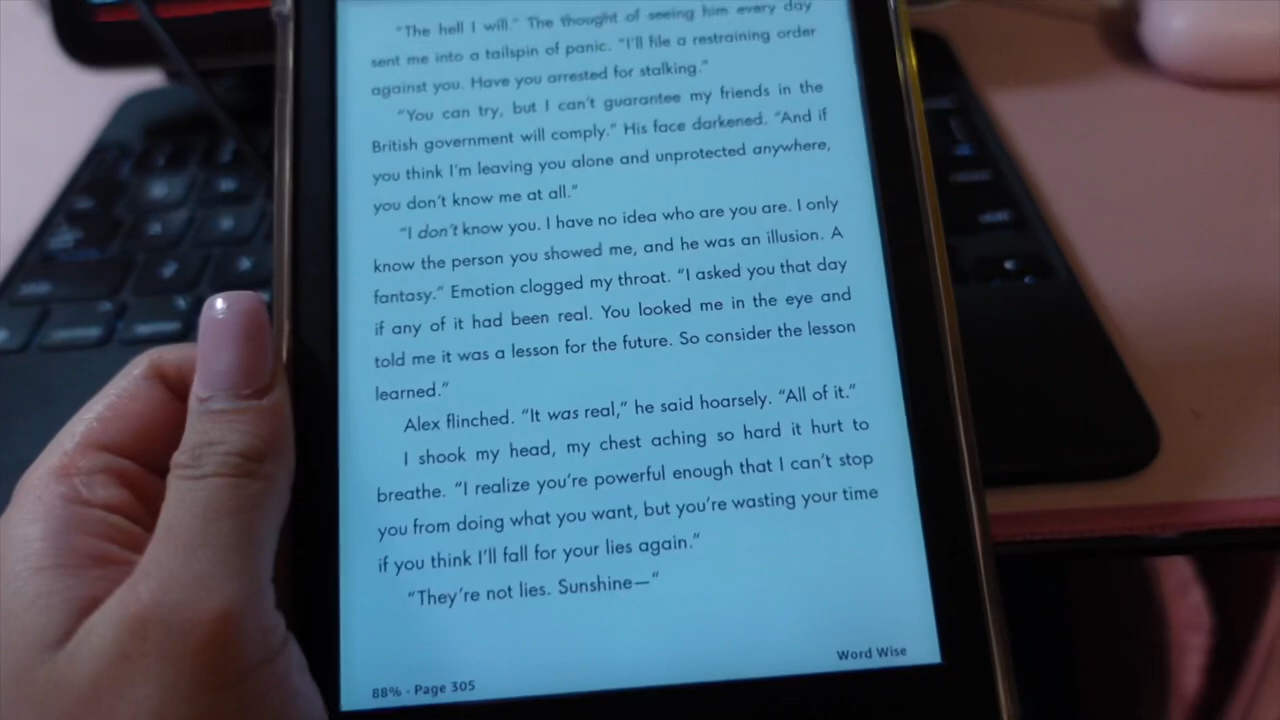 “The hell I will.” The thought of seeing him every day
sent me into a tailspin of panic. “I’ll file a restraining order
against you. Have you arrested for stalking.”
“You can try, but I can’t guarantee my friends in the
British government will comply.” His face darkened. “And if
you think I’m leaving you alone and unprotected anywhere,
you don’t know me at all.”
“I don’t know you. I have no idea who are you are. I only
know the person you showed me, and he was an illusion. A
fantasy.” Emotion clogged my throat. “I asked you that day
if any of it had been real. You looked me in the eye and
told me it was a lesson for the future. So consider the lesson
learned.”
Alex flinched. “It was real,” he said hoarsely. “All of it.”
I shook my head, my chest aching so hard it hurt to
breathe. “I realize you’re powerful enough that I can’t stop
you from doing what you want, but you’re wasting your time
if you think I’ll fall for your lies again.”
“They’re not lies. Sunshine—“
Word Wise
88% · Page 305